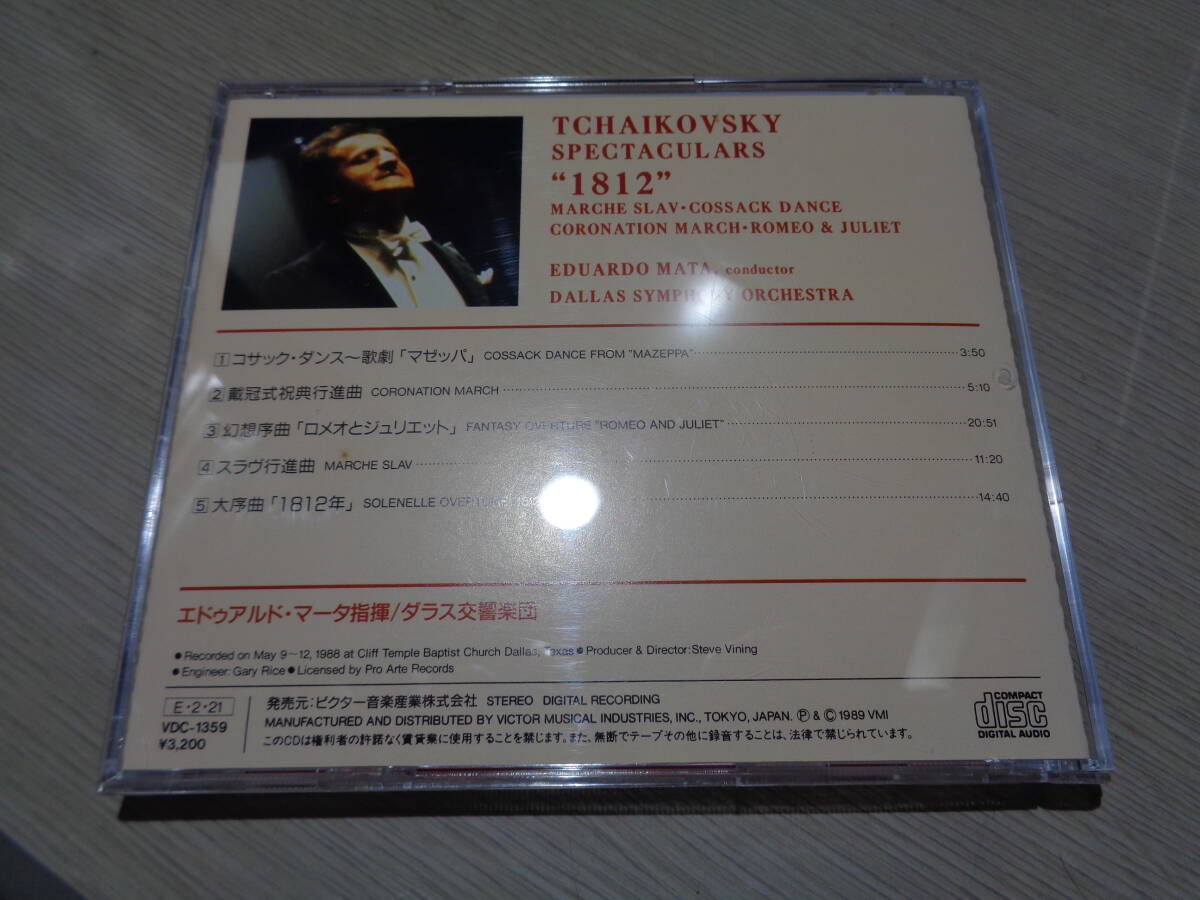 TCHAIKOVSKY
SPECTACULARS
“1812”
MARCHE SLAV・COSSACK DANCE
CORONATION MARCH・ROMEO & JULIET
EDUARDO MATA, conductor
DALLAS SYMPHONY ORCHESTRA
1 コサック・ダンス〜歌劇「マゼッパ」 COSSACK DANCE FROM "MAZEPPA" 3:50
2 戴冠式祝典行進曲 CORONATION MARCH 5:10
3 幻想序曲「ロメオとジュリエット」 FANTASY OVERTURE "ROMEO AND JULIET" 20:51
4 スラヴ行進曲 MARCHE SLAV 11:20
5 大序曲「1812年」 SOLENELLE OVERTURE 14:40
エドゥアルド・マータ指揮/ダラス交響楽団
●Recorded on May 9〜12, 1988 at Cliff Temple Baptist Church Dallas, Texas ●Producer & Director: Steve Vining
●Engineer: Gary Rice ●Licensed by Pro Arte Records
E・2・21
VDC-1359
¥3,200
発売元:ビクター音楽産業株式会社 STEREO DIGITAL RECORDING
MANUFACTURED AND DISTRIBUTED BY VICTOR MUSICAL INDUSTRIES, INC., TOKYO, JAPAN. Ⓟ & Ⓒ 1989 VMI
このCDは権利者の許諾なく賃貸業に使用することを禁じます。また、無断でテープその他に録音することは、法律で禁じられています。
COMPACT
disc
DIGITAL AUDIO